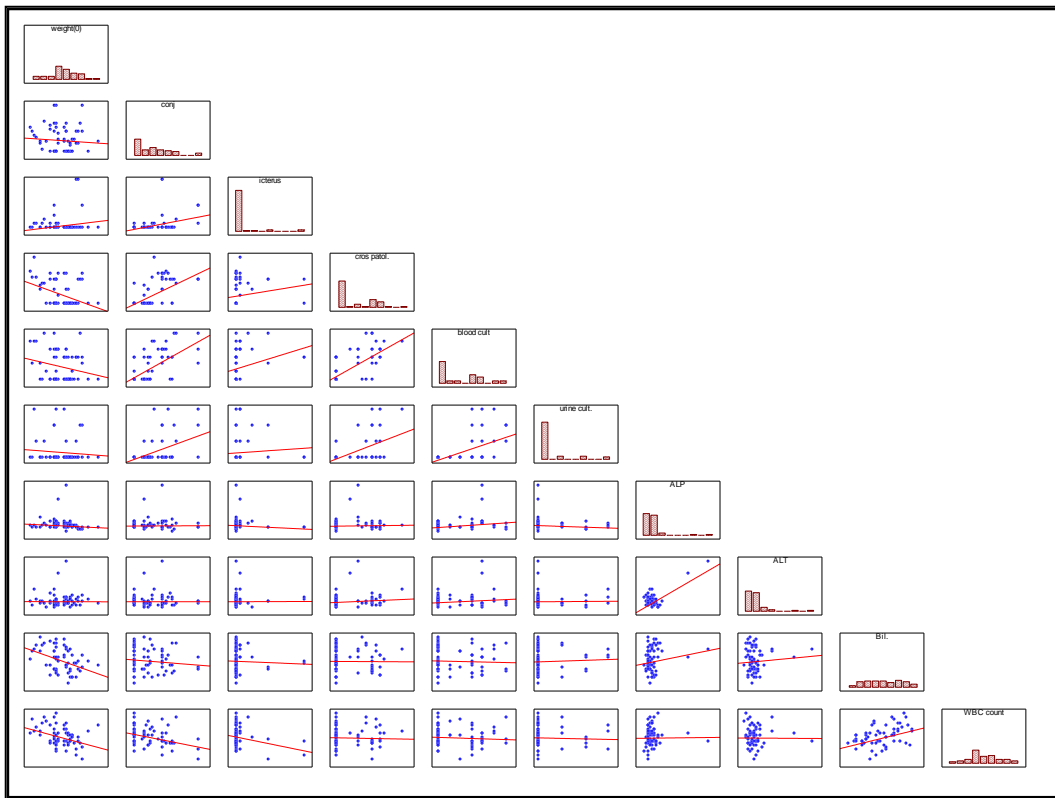 weight(0)
conj
icterus
cros patol.
blood cult
urine cult.
ALP
ALT
Bil.
WBC count